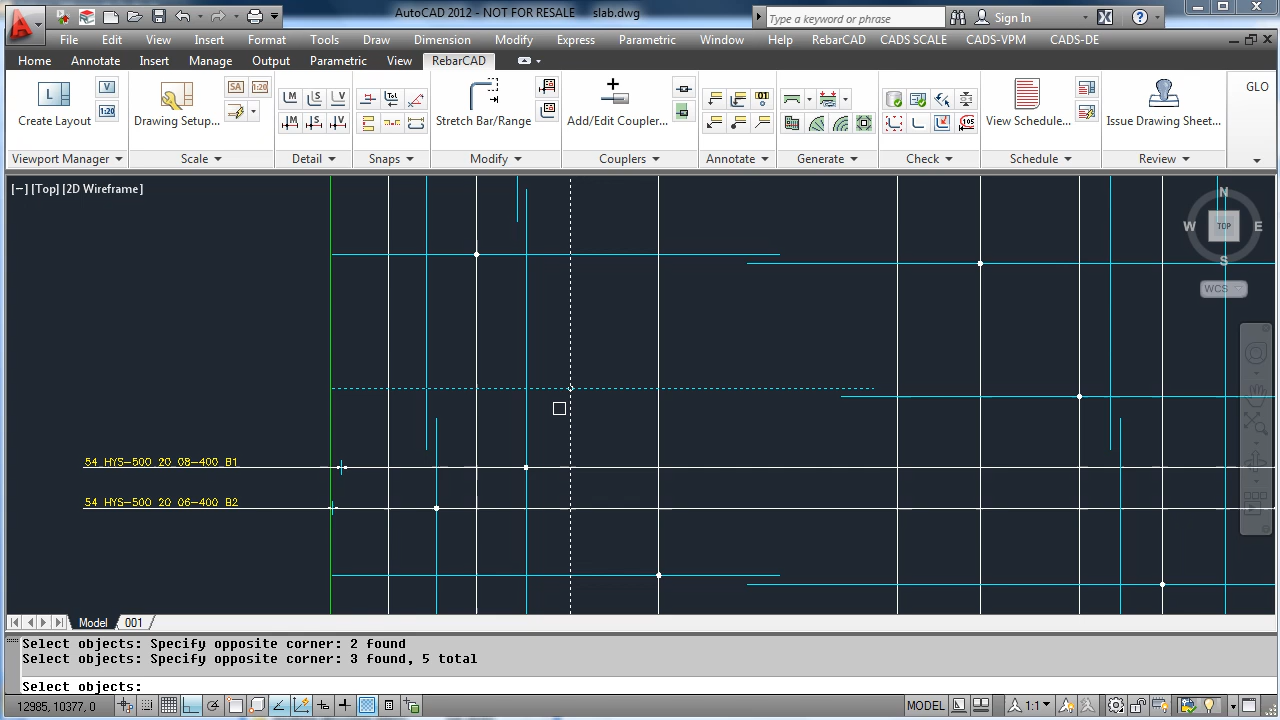 AutoCAD 2012 - NOT FOR RESALE slab.dwg
Type a keyword or phrase
Sign In
File Edit View Insert Format Tools Draw Dimension Modify Express Parametric Window Help RebarCAD CADS SCALE CADS-VPM CADS-DE
Home Annotate Insert Manage Output Parametric View RebarCAD
Create Layout Drawing Setup... Stretch Bar/Range Add/Edit Coupler... View Schedule... Issue Drawing Sheet... GLO
Viewport Manager Scale Detail Snaps Modify Couplers Annotate Generate Check Schedule Review
[−] [Top] [2D Wireframe]
N
W TOP E
S
WCS
54 HYS-500 20 08-400 B1
54 HYS-500 20 06-400 B2
Model 001
Select objects: Specify opposite corner: 2 found
Select objects: Specify opposite corner: 3 found, 5 total
Select objects:
12985, 10377, 0 MODEL 1:1